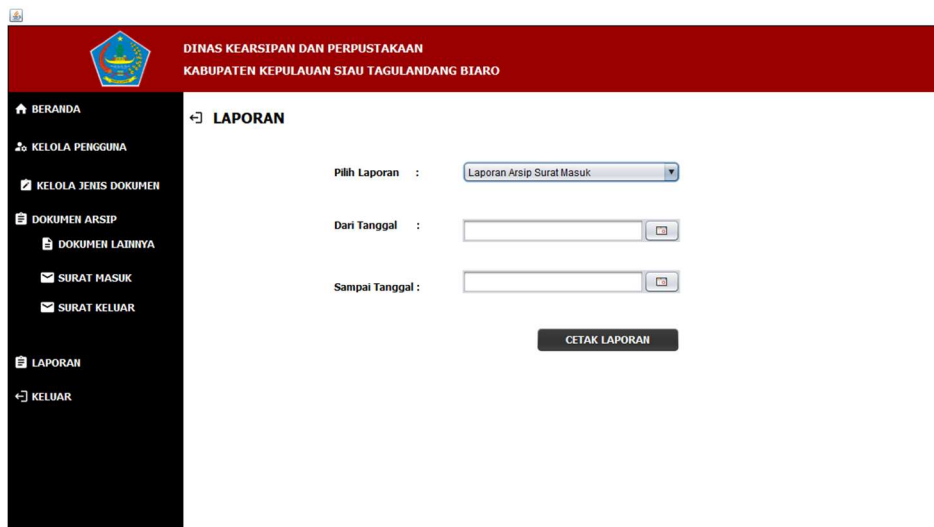 DINAS KEARSIPAN DAN PERPUSTAKAAN
KABUPATEN KEPULAUAN SIAU TAGULANDANG BIARO
BERANDA
KELOLA PENGGUNA
KELOLA JENIS DOKUMEN
DOKUMEN ARSIP
DOKUMEN LAINNYA
SURAT MASUK
SURAT KELUAR
LAPORAN
KELUAR
LAPORAN
Pilih Laporan : Laporan Arsip Surat Masuk
Dari Tanggal :
Sampai Tanggal :
CETAK LAPORAN